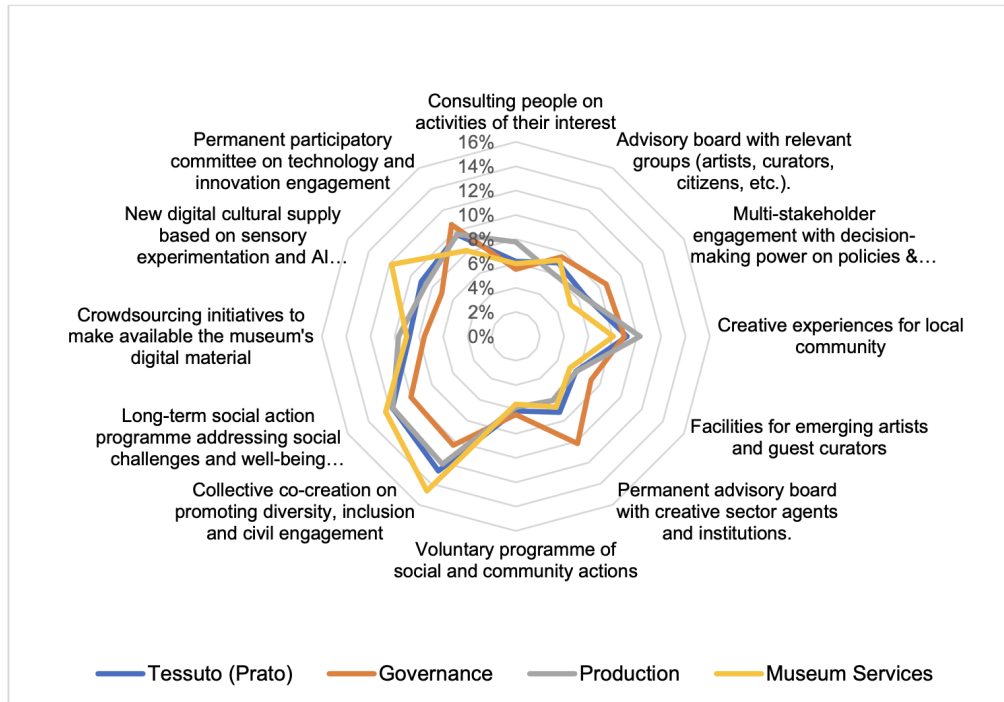 Consulting people on
activities of their interest
Permanent participatory
committee on technology and
innovation engagement
Advisory board with relevant
groups (artists, curators,
citizens, etc.).
New digital cultural supply
based on sensory
experimentation and AI…
Multi-stakeholder
engagement with decision-
making power on policies &…
Crowdsourcing initiatives to
make available the museum's
digital material
Creative experiences for local
community
Long-term social action
programme addressing social
challenges and well-being…
Facilities for emerging artists
and guest curators
Collective co-creation on
promoting diversity, inclusion
and civil engagement
Permanent advisory board
with creative sector agents
and institutions.
Voluntary programme of
social and community actions
16%
14%
12%
10%
8%
6%
4%
2%
0%
Tessuto (Prato)
Governance
Production
Museum Services